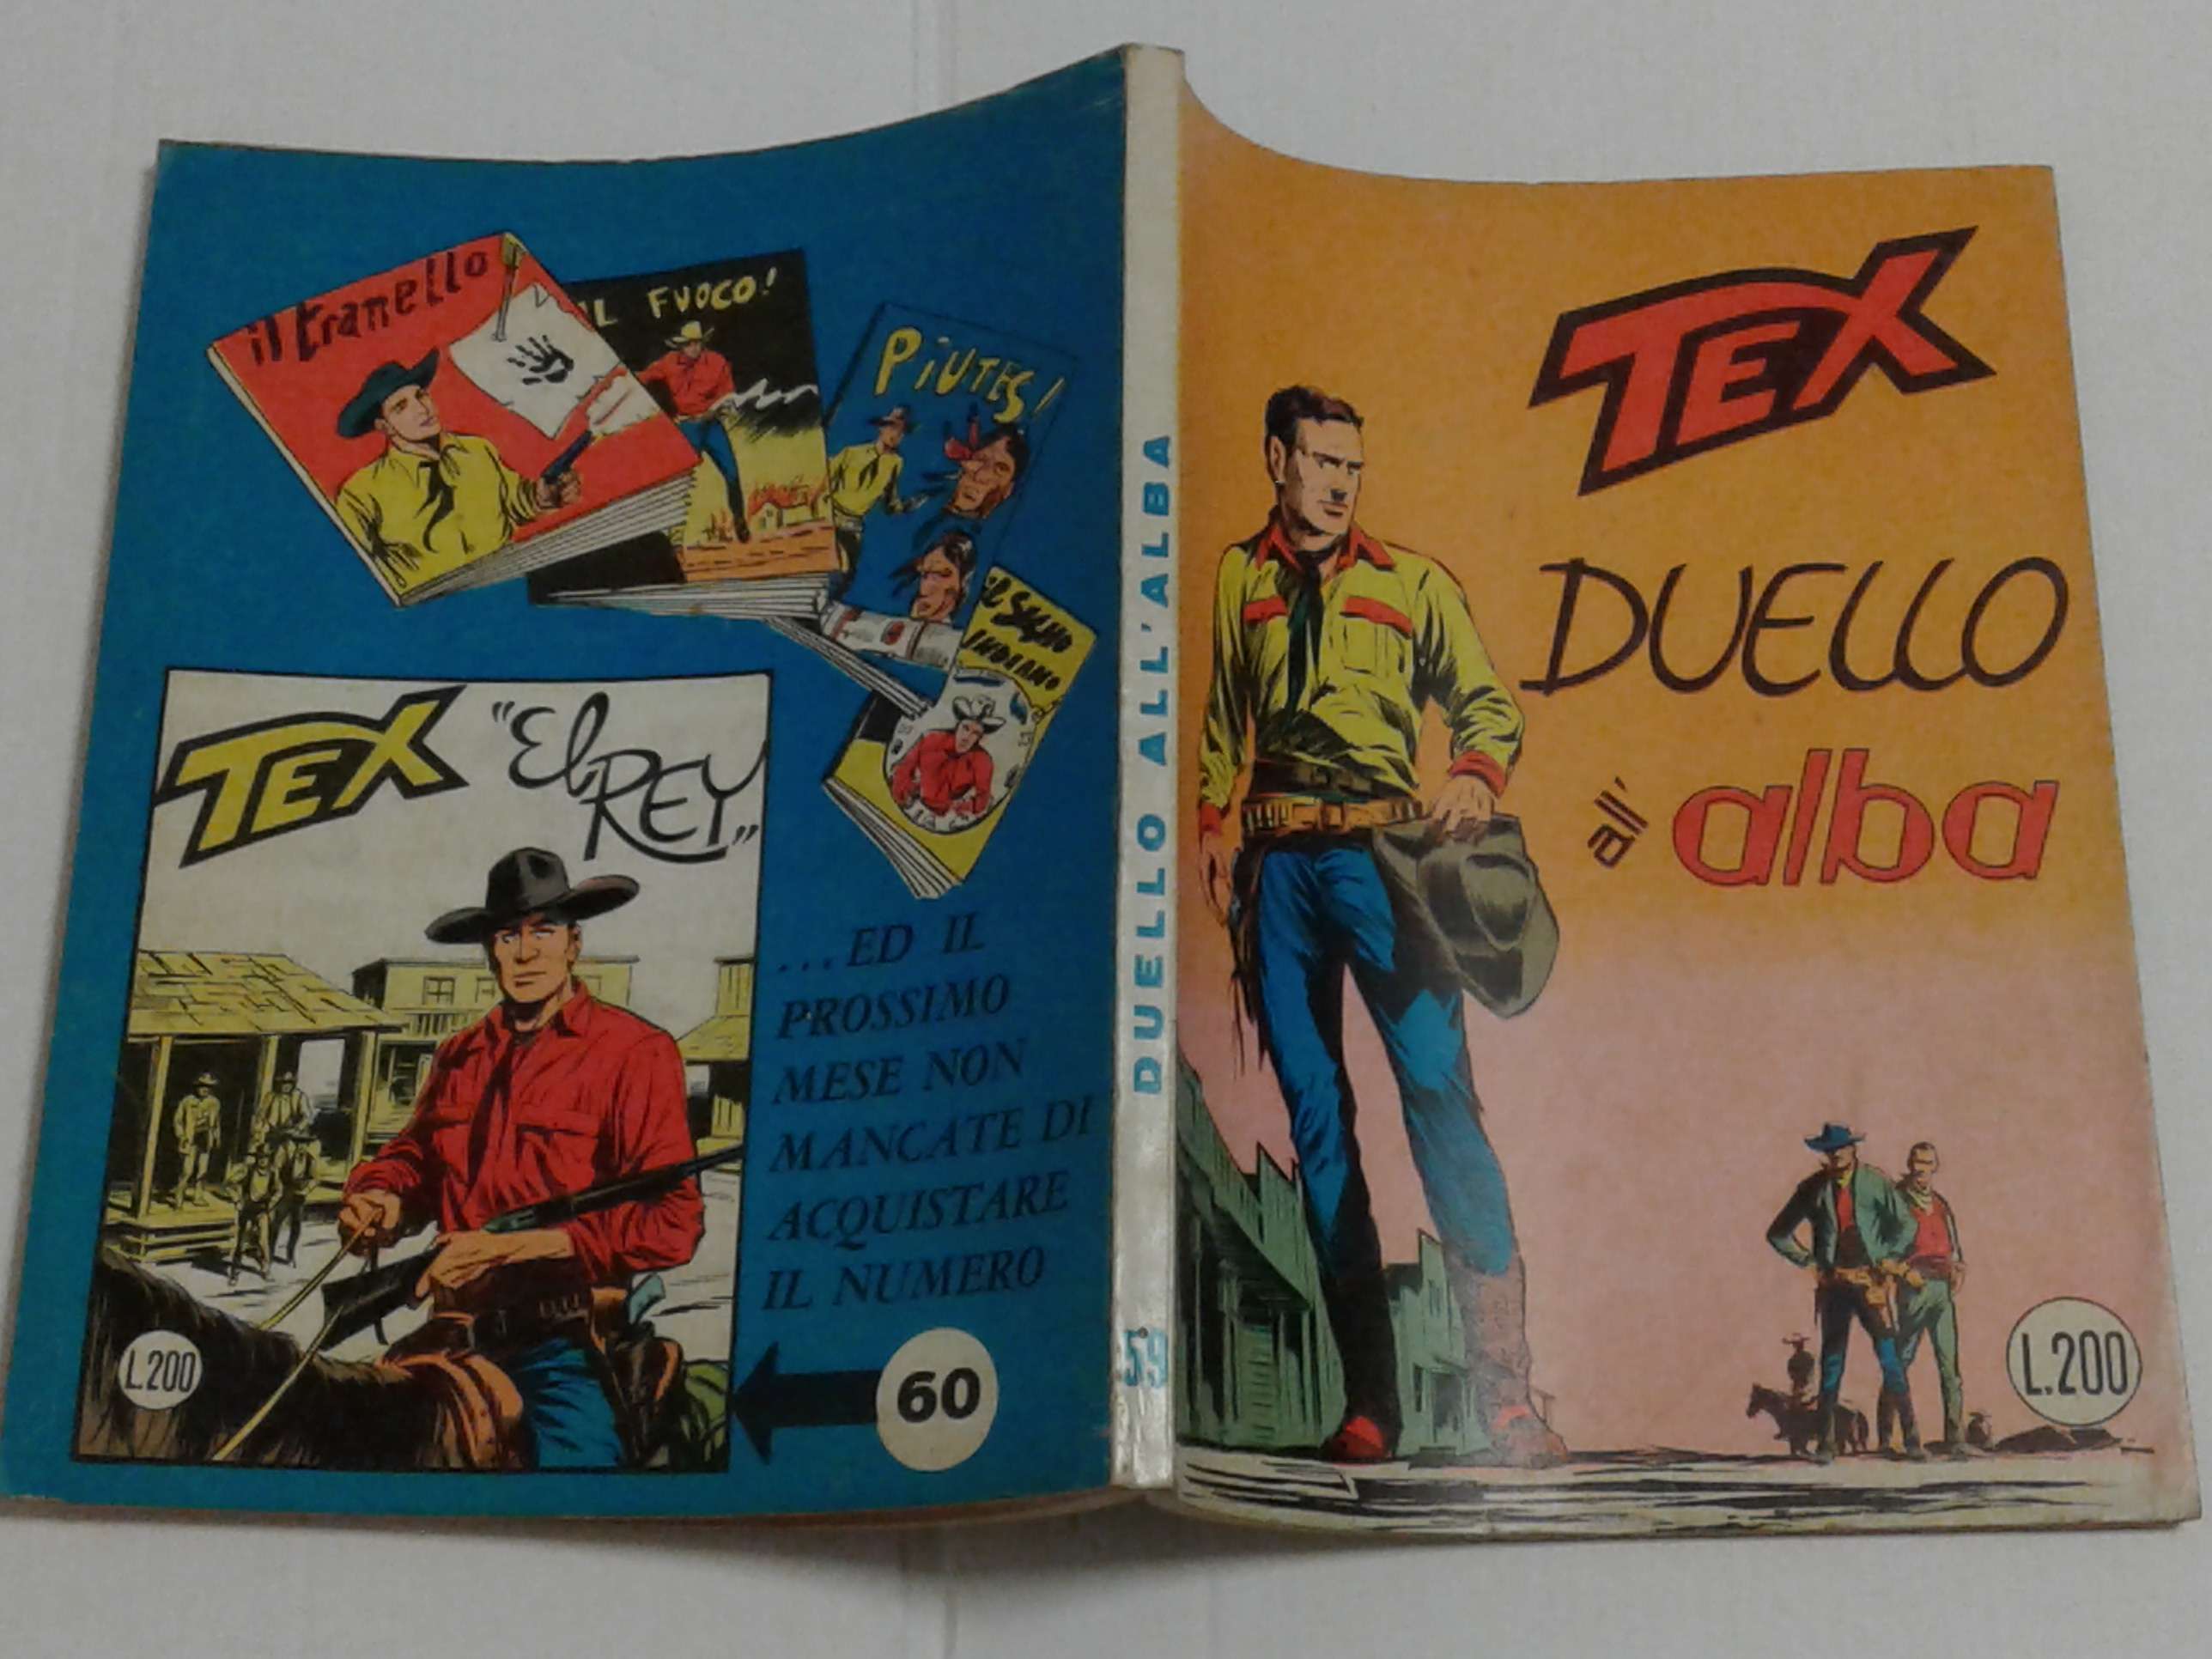 il tranello
IL FUOCO!
PiUTES!
il SEGNO
INDIANO
TEX "El
REY"
L.200
...ED IL
PROSSIMO
MESE NON
MANCATE DI
ACQUISTARE
IL NUMERO
60
DUELLO ALL'ALBA
59
TEX
DUELLO
all'
alba
L.200